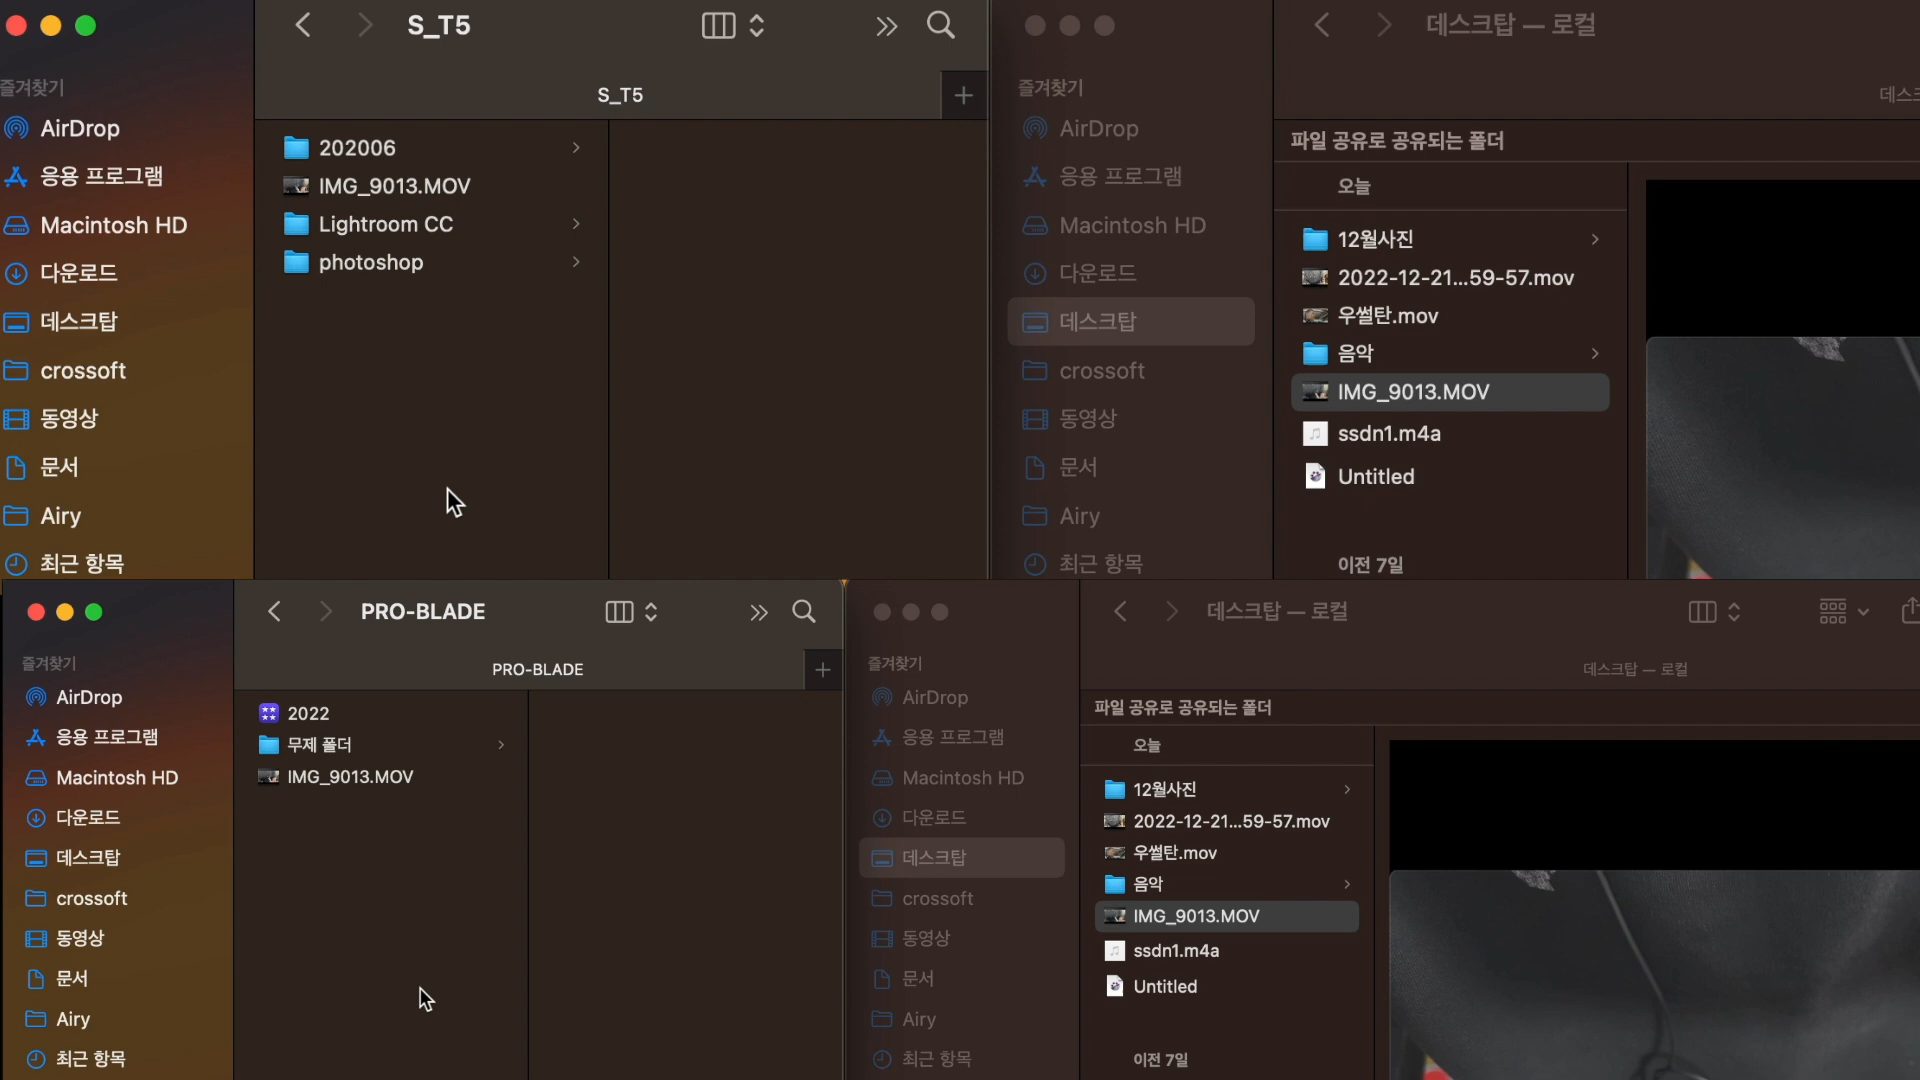 S_T5
S_T5
즐겨찾기
AirDrop
응용 프로그램
Macintosh HD
다운로드
데스크탑
crossoft
동영상
문서
Airy
최근 항목
202006
IMG_9013.MOV
Lightroom CC
photoshop
데스크탑 — 로컬
데스크
즐겨찾기
AirDrop
응용 프로그램
Macintosh HD
다운로드
데스크탑
crossoft
동영상
문서
Airy
최근 항목
파일 공유로 공유되는 폴더
오늘
12월사진
2022-12-21...59-57.mov
우썰탄.mov
음악
IMG_9013.MOV
ssdn1.m4a
Untitled
이전 7일
PRO-BLADE
PRO-BLADE
즐겨찾기
AirDrop
응용 프로그램
Macintosh HD
다운로드
데스크탑
crossoft
동영상
문서
Airy
최근 항목
2022
무제 폴더
IMG_9013.MOV
데스크탑 — 로컬
데스크탑 — 로컬
즐겨찾기
AirDrop
응용 프로그램
Macintosh HD
다운로드
데스크탑
crossoft
동영상
문서
Airy
최근 항목
파일 공유로 공유되는 폴더
오늘
12월사진
2022-12-21...59-57.mov
우썰탄.mov
음악
IMG_9013.MOV
ssdn1.m4a
Untitled
이전 7일